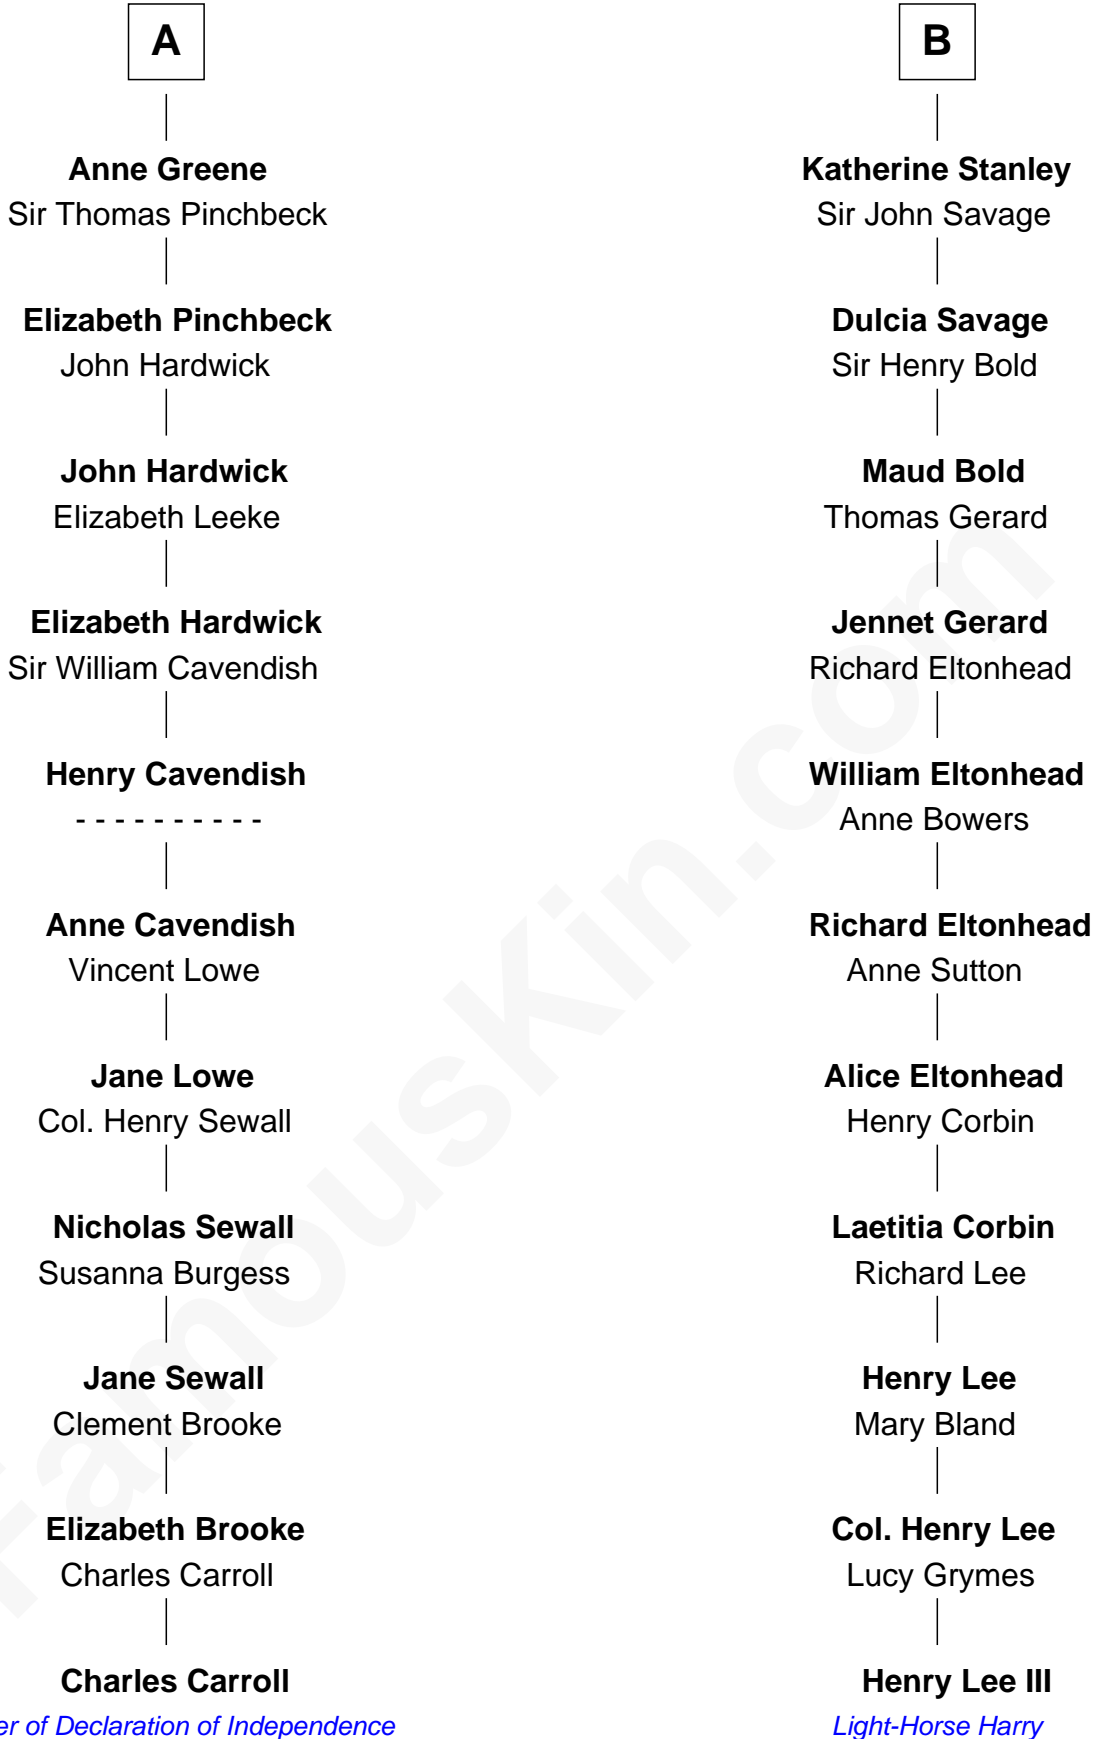 A
Anne Greene
Sir Thomas Pinchbeck
Elizabeth Pinchbeck
John Hardwick
John Hardwick
Elizabeth Leeke
Elizabeth Hardwick
Sir William Cavendish
Henry Cavendish
- - - - - - - - - -
Anne Cavendish
Vincent Lowe
Jane Lowe
Col. Henry Sewall
Nicholas Sewall
Susanna Burgess
Jane Sewall
Clement Brooke
Elizabeth Brooke
Charles Carroll
Charles Carroll
er of Declaration of Independence
B
Katherine Stanley
Sir John Savage
Dulcia Savage
Sir Henry Bold
Maud Bold
Thomas Gerard
Jennet Gerard
Richard Eltonhead
William Eltonhead
Anne Bowers
Richard Eltonhead
Anne Sutton
Alice Eltonhead
Henry Corbin
Laetitia Corbin
Richard Lee
Henry Lee
Mary Bland
Col. Henry Lee
Lucy Grymes
Henry Lee III
Light-Horse Harry
FamousKin.com